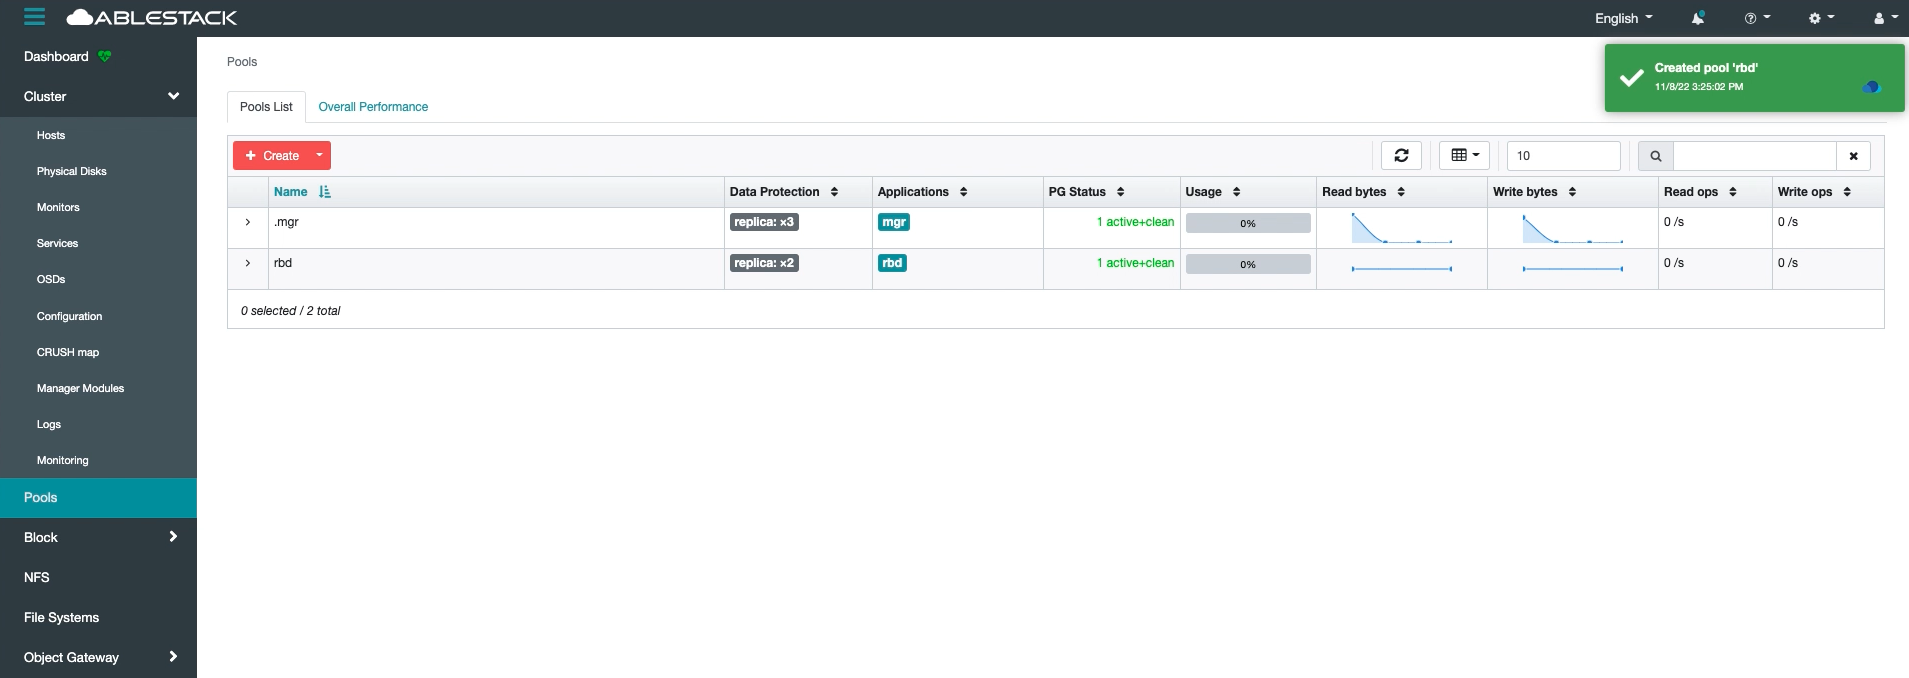 ABLESTACK
English
Dashboard
Cluster
Hosts
Physical Disks
Monitors
Services
OSDs
Configuration
CRUSH map
Manager Modules
Logs
Monitoring
Pools
Block
NFS
File Systems
Object Gateway
Pools
Created pool 'rbd'
11/8/22 3:25:02 PM
Pools List Overall Performance
Create 10
Name Data Protection Applications PG Status Usage Read bytes Write bytes Read ops Write ops
.mgr replica: ×3 mgr 1 active+clean 0% 0 /s 0 /s
rbd replica: ×2 rbd 1 active+clean 0% 0 /s 0 /s
0 selected / 2 total